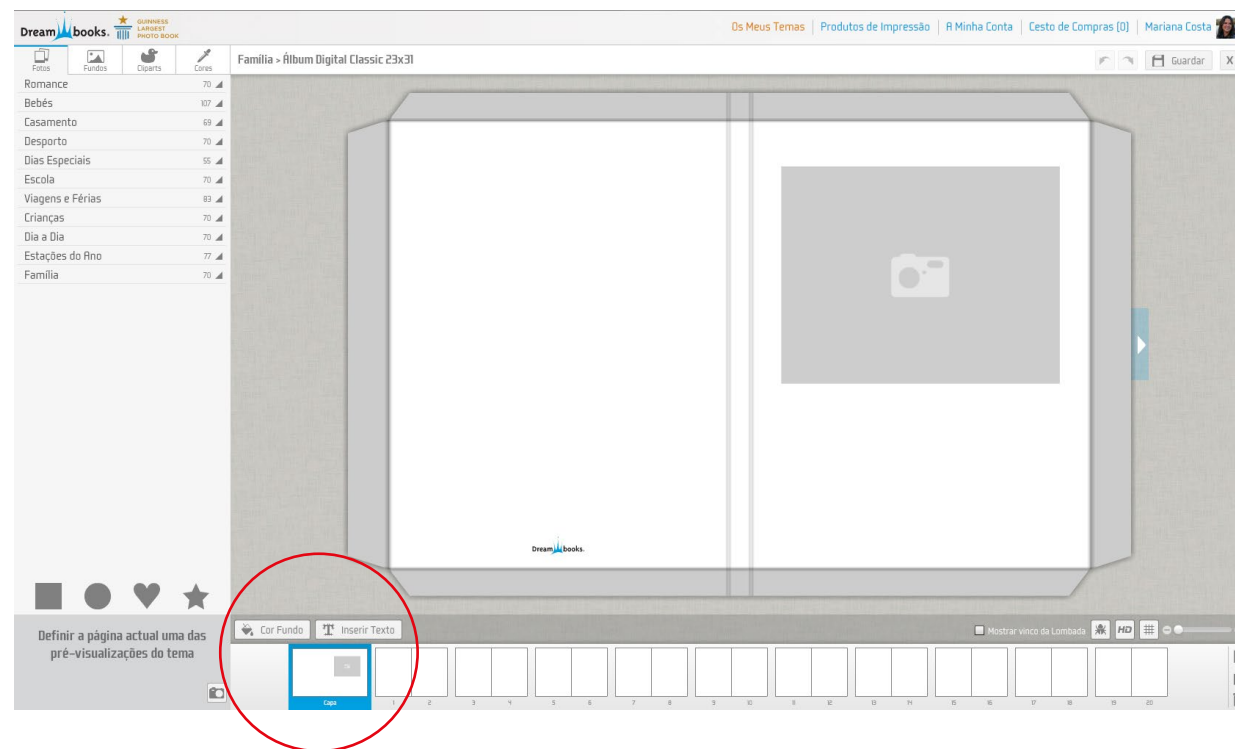 Dream books. GUINNESS
LARGEST
PHOTO BOOK
Os Meus Temas | Produtos de Impressão | A Minha Conta | Cesto de Compras (0) | Mariana Costa
Fotos Fundos Cliparts Cores
Família > Álbum Digital Classic 23x31
Guardar X
Romance 70
Bebés 107
Casamento 69
Desporto 70
Dias Especiais 55
Escola 70
Viagens e Férias 83
Crianças 70
Dia a Dia 70
Estações do Ano 77
Família 70
Dream books.
Definir a página actual uma das
pré-visualizações do tema
Cor Fundo T Inserir Texto
Mostrar vinco da Lombada HD
Capa 1 2 3 4 5 6 7 8 9 10 11 12 13 14 15 16 17 18 19 20